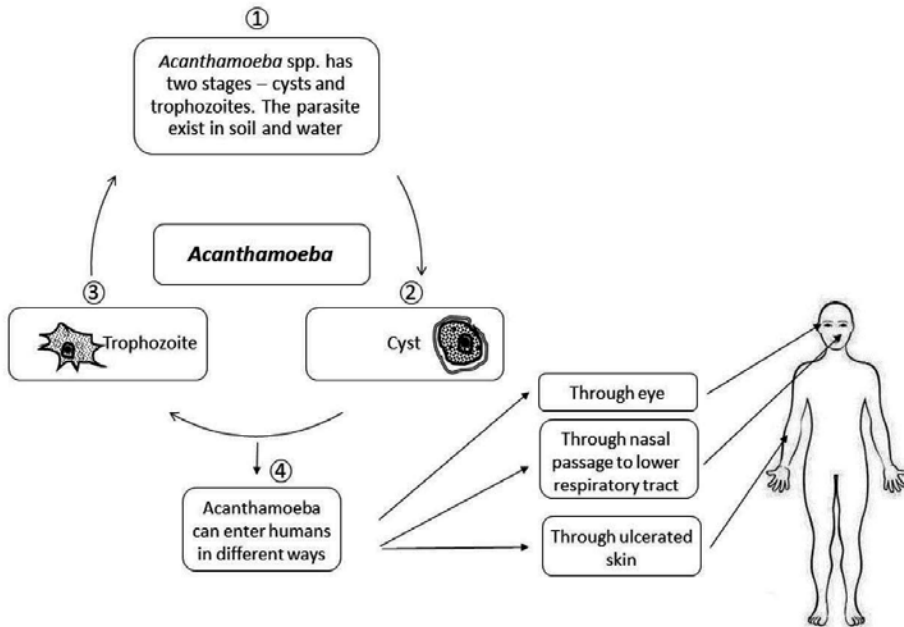 ①
Acanthamoeba spp. has
two stages – cysts and
trophozoites. The parasite
exist in soil and water
Acanthamoeba
③
②
Trophozoite
Cyst
Through eye
Through nasal
passage to lower
respiratory tract
④
Acanthamoeba
can enter humans
in different ways
Through ulcerated
skin